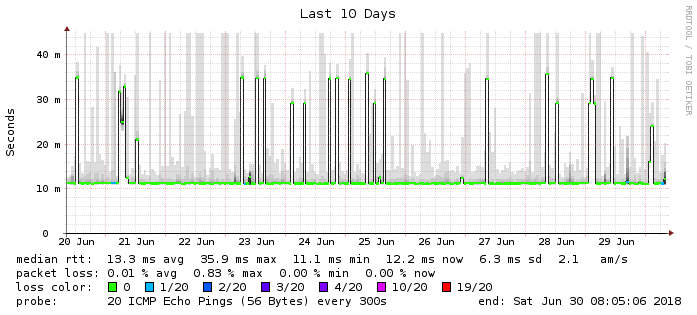 Last 10 Days
RRDTOOL / TOBI OETIKER
Seconds
40 m
30 m
20 m
10 m
0
20 Jun 21 Jun 22 Jun 23 Jun 24 Jun 25 Jun 26 Jun 27 Jun 28 Jun 29 Jun
median rtt: 13.3 ms avg 35.9 ms max 11.1 ms min 12.2 ms now 6.3 ms sd 2.1 am/s
packet loss: 0.01 % avg 0.83 % max 0.00 % min 0.00 % now
loss color: 0 1/20 2/20 3/20 4/20 10/20 19/20
probe: 20 ICMP Echo Pings (56 Bytes) every 300s end: Sat Jun 30 08:05:06 2018